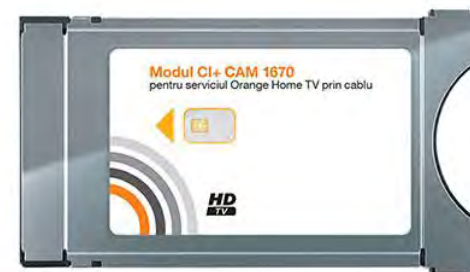 Modul CI+ CAM 1670
pentru serviciul Orange Home TV prin cablu
HD
TV